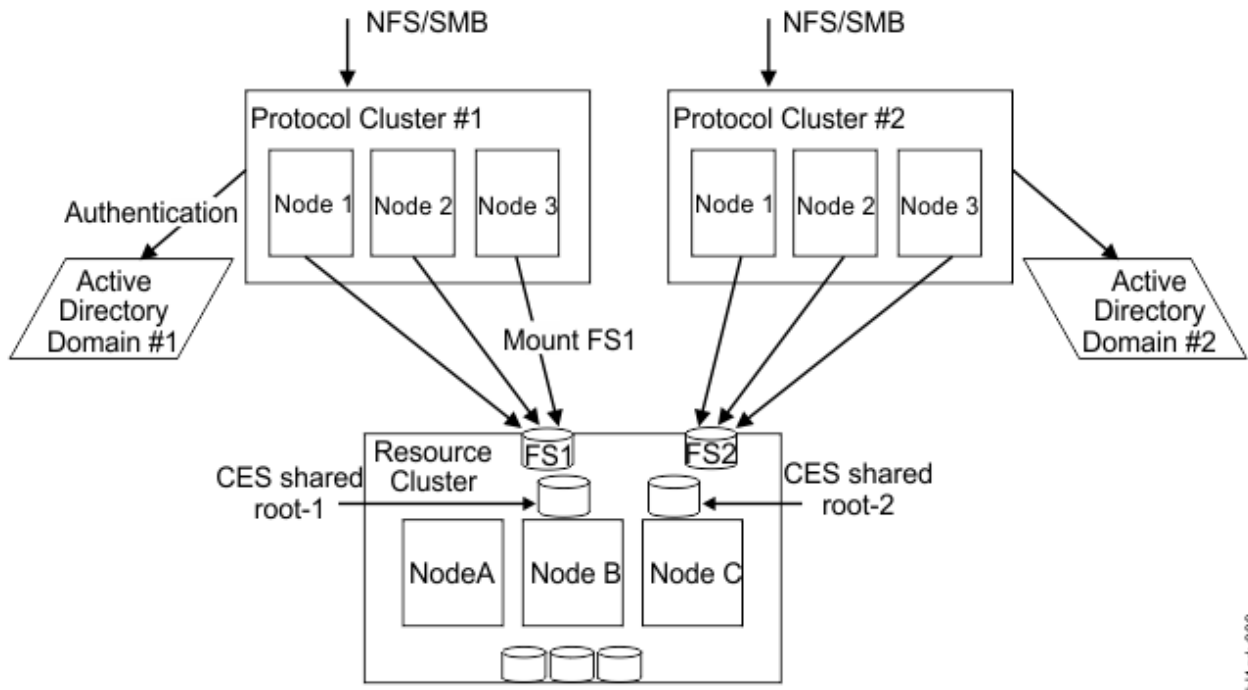 NFS/SMB
NFS/SMB
Protocol Cluster #1
Node 1
Node 2
Node 3
Protocol Cluster #2
Node 1
Node 2
Node 3
Authentication
Active
Directory
Domain #1
Active
Directory
Domain #2
Mount FS1
Resource
Cluster
FS1
FS2
CES shared
root-1
CES shared
root-2
NodeA
Node B
Node C